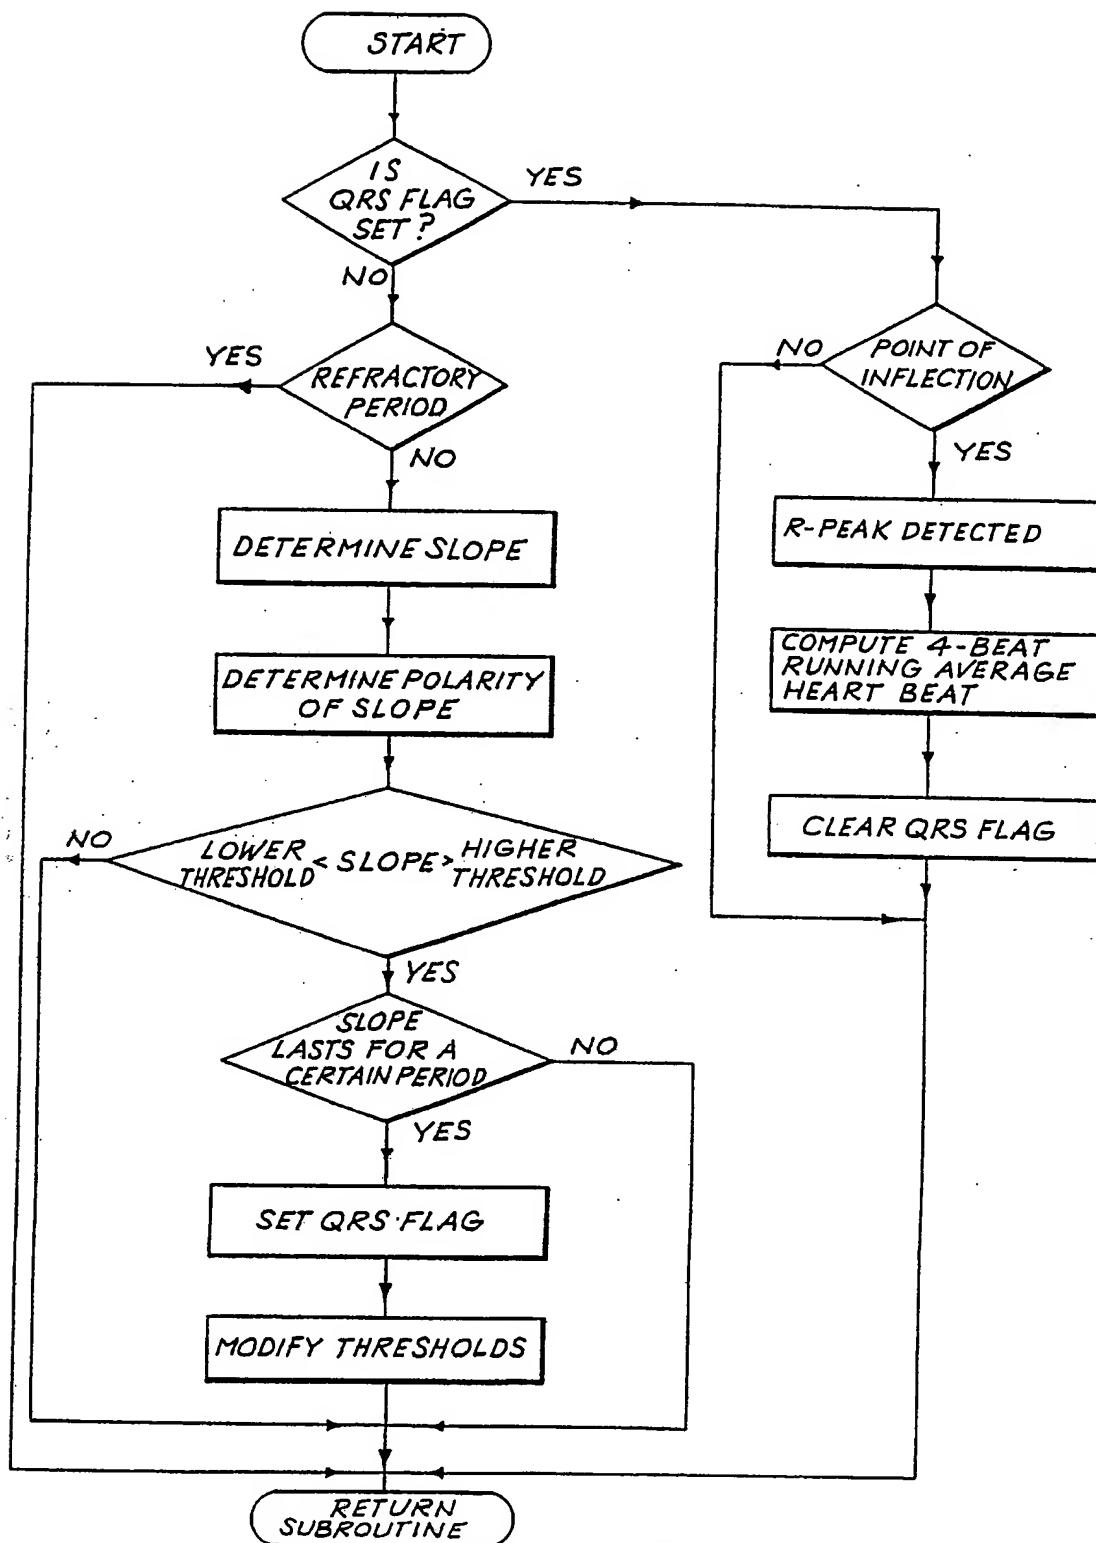 START
IS
QRS FLAG
SET?
YES
NO
YES
REFRACTORY
PERIOD
NO
NO
POINT OF
INFLECTION
YES
DETERMINE SLOPE
R-PEAK DETECTED
DETERMINE POLARITY
OF SLOPE
COMPUTE 4-BEAT
RUNNING AVERAGE
HEART BEAT
CLEAR QRS FLAG
NO
LOWER
THRESHOLD < SLOPE > HIGHER
THRESHOLD
YES
SLOPE
LASTS FOR A
CERTAIN PERIOD
NO
YES
SET QRS FLAG
MODIFY THRESHOLDS
RETURN
SUBROUTINE